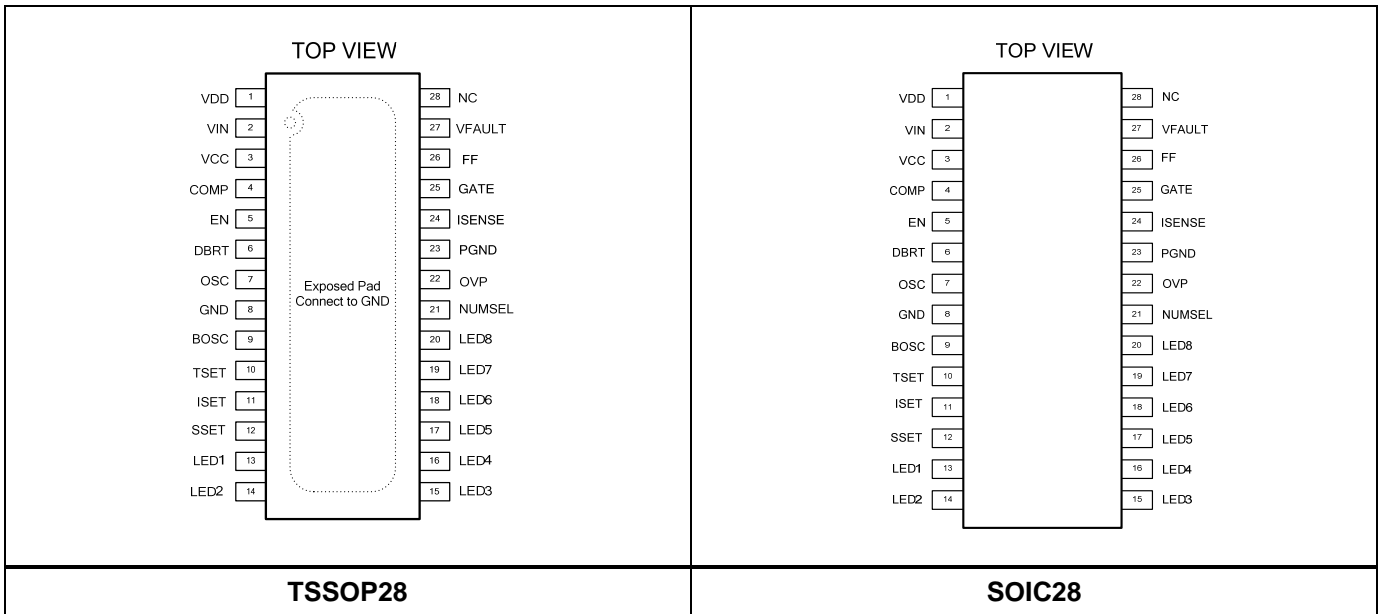 TOP VIEW
VDD 1 28 NC
VIN 2 27 VFAULT
VCC 3 26 FF
COMP 4 25 GATE
EN 5 24 ISENSE
DBRT 6 23 PGND
OSC 7 22 OVP
Exposed Pad
Connect to GND
GND 8 21 NUMSEL
BOSC 9 20 LED8
TSET 10 19 LED7
ISET 11 18 LED6
SSET 12 17 LED5
LED1 13 16 LED4
LED2 14 15 LED3
TSSOP28
TOP VIEW
VDD 1 28 NC
VIN 2 27 VFAULT
VCC 3 26 FF
COMP 4 25 GATE
EN 5 24 ISENSE
DBRT 6 23 PGND
OSC 7 22 OVP
GND 8 21 NUMSEL
BOSC 9 20 LED8
TSET 10 19 LED7
ISET 11 18 LED6
SSET 12 17 LED5
LED1 13 16 LED4
LED2 14 15 LED3
SOIC28